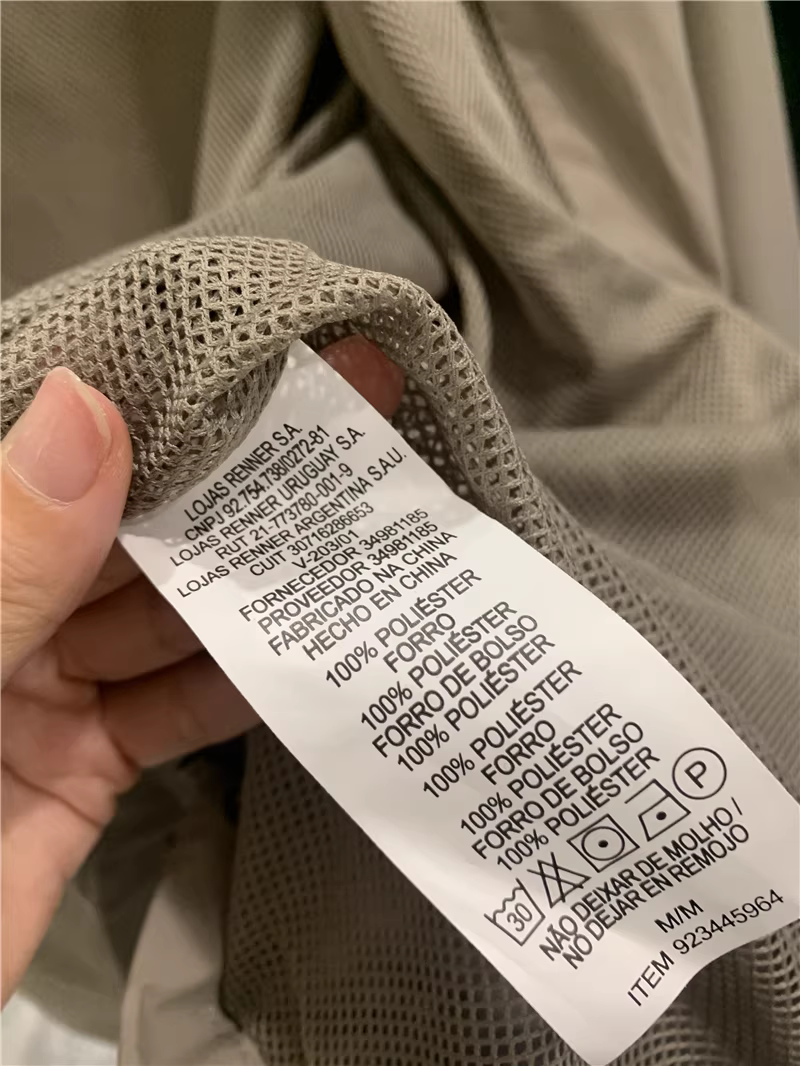 LOJAS RENNER S.A.
CNPJ 92.754.738/0272-81
LOJAS RENNER URUGUAY S.A.
RUT 21-773780-001-9
LOJAS RENNER ARGENTINA S.A.U.
CUIT 30716286653
V-203/01
FORNECEDOR 34981185
PROVEEDOR 34981185
FABRICADO NA CHINA
HECHO EN CHINA
100% POLIÉSTER
FORRO
100% POLIÉSTER
FORRO DE BOLSO
100% POLIÉSTER
100% POLIÉSTER
FORRO
100% POLIÉSTER
FORRO DE BOLSO
100% POLIÉSTER
30 P
NÃO DEIXAR DE MOLHO /
NO DEJAR EN REMOJO
M/M
ITEM 923445964